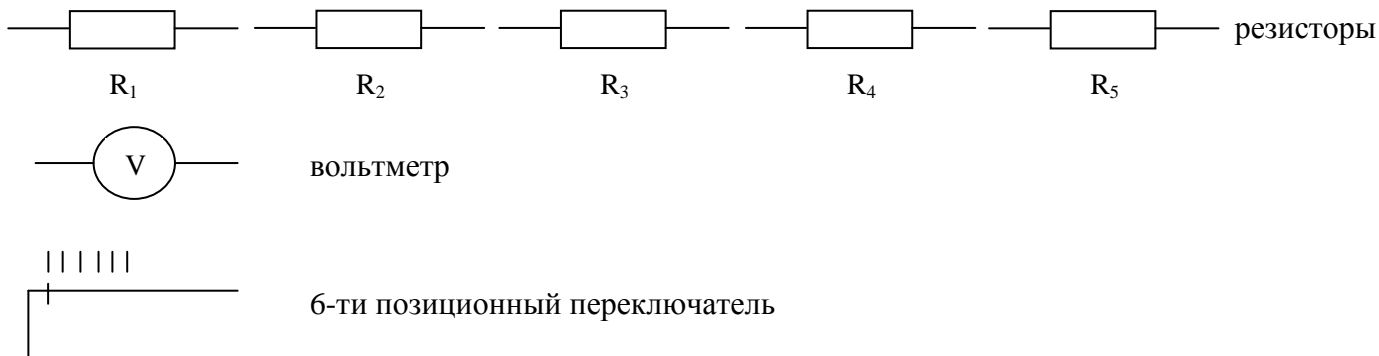 резисторы
R₁ R₂ R₃ R₄ R₅
V вольтметр
6-ти позиционный переключатель